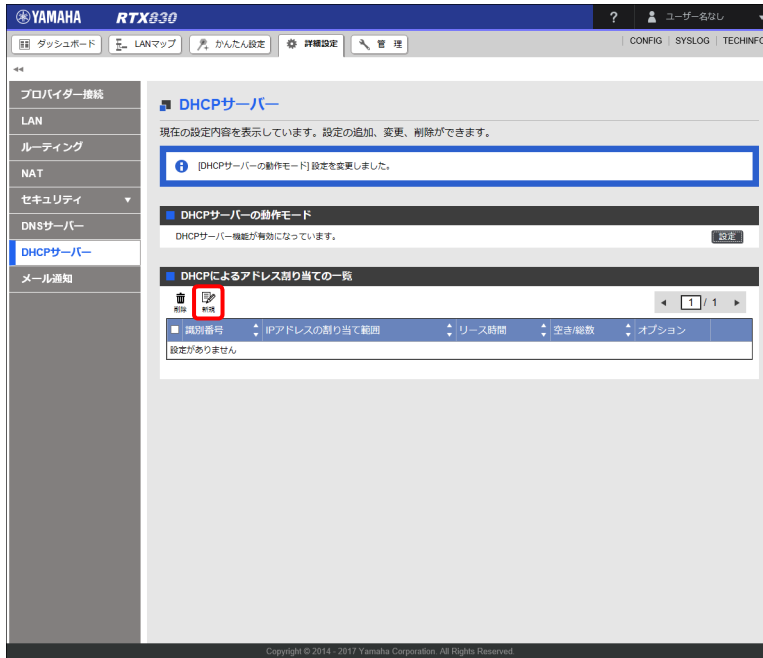 YAMAHA RTX830 ? ユーザー名なし
ダッシュボード LANマップ かんたん設定 詳細設定 管 理 CONFIG SYSLOG TECHINFO
プロバイダー接続
LAN
ルーティング
NAT
セキュリティ
DNSサーバー
DHCPサーバー
メール通知
DHCPサーバー
現在の設定内容を表示しています。設定の追加、変更、削除ができます。
[DHCPサーバーの動作モード] 設定を変更しました。
DHCPサーバーの動作モード
DHCPサーバー機能が有効になっています。 設定
DHCPによるアドレス割り当ての一覧
削除 新規 1 / 1
識別番号 IPアドレスの割り当て範囲 リース時間 空き/総数 オプション
設定がありません
Copyright © 2014 - 2017 Yamaha Corporation. All Rights Reserved.